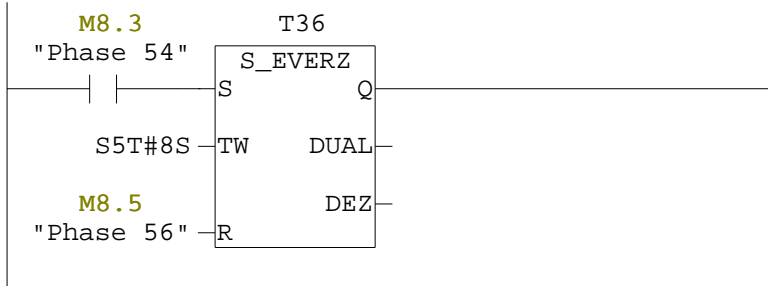 M8.3 T36
"Phase 54" S_EVERZ
S Q
S5T#8S TW DUAL
M8.5 DEZ
"Phase 56" R